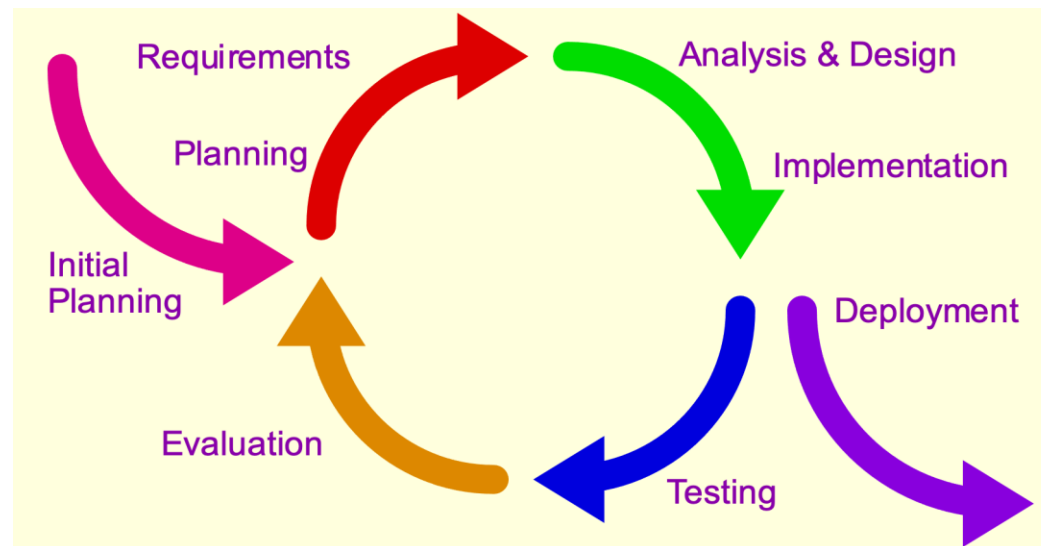 Requirements
Analysis & Design
Planning
Implementation
Initial
Planning
Deployment
Evaluation
Testing